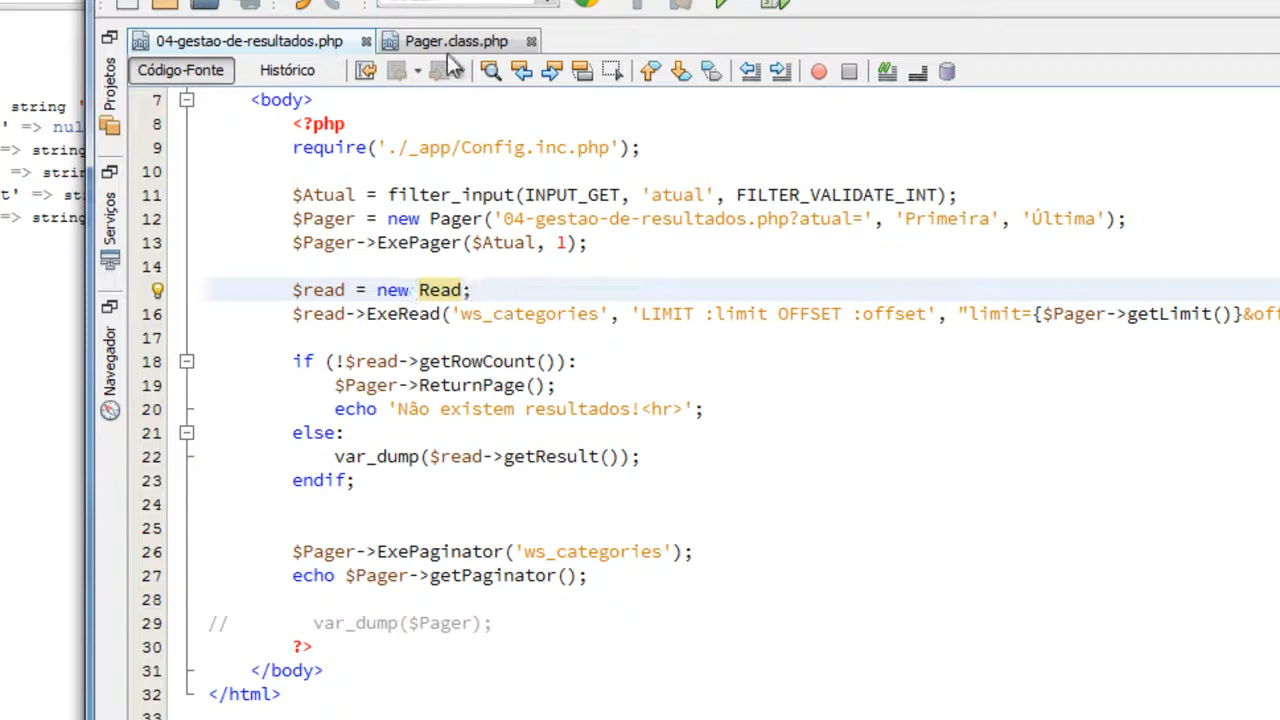 04-gestao-de-resultados.php
Pager.class.php
Código-Fonte
Histórico
Projetos
Serviços
Navegador
string '
' => nul
=> string
=> strin
t' => st
=> string
7 <body>
8 <?php
9 require('./_app/Config.inc.php');
10
11 $Atual = filter_input(INPUT_GET, 'atual', FILTER_VALIDATE_INT);
12 $Pager = new Pager('04-gestao-de-resultados.php?atual=', 'Primeira', 'Última');
13 $Pager->ExePager($Atual, 1);
14
$read = new Read;
16 $read->ExeRead('ws_categories', 'LIMIT :limit OFFSET :offset', "limit={$Pager->getLimit()}&off
17
18 if (!$read->getRowCount()):
19 $Pager->ReturnPage();
20 echo 'Não existem resultados!<hr>';
21 else:
22 var_dump($read->getResult());
23 endif;
24
25
26 $Pager->ExePaginator('ws_categories');
27 echo $Pager->getPaginator();
28
29 // var_dump($Pager);
30 ?>
31 </body>
32 </html>
33